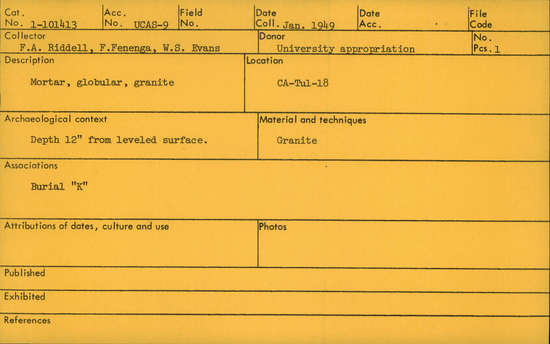 Cat. Acc. Field Date Date File
No. 1-101413 No. UCAS-9 No. Coll. Jan. 1949 Acc. Code
Collector Donor No.
F.A. Riddell, F.Fenenga, W.S. Evans University appropriation Pcs. 1
Description Location
Mortar, globular, granite CA-Tul-18
Archaeological context Material and techniques
Depth 12" from leveled surface. Granite
Associations
Burial "K"
Attributions of dates, culture and use Photos
Published
Exhibited
References